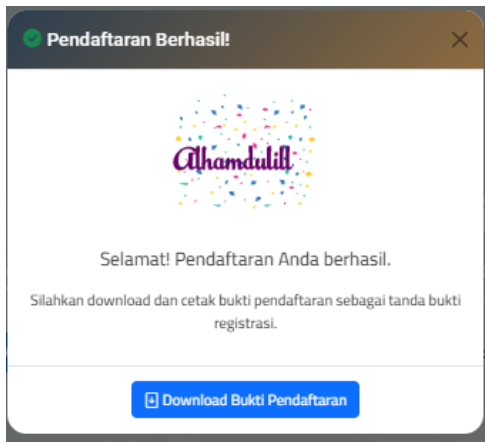 Pendaftaran Berhasil!
Alhamdulill
Selamat! Pendaftaran Anda berhasil.
Silahkan download dan cetak bukti pendaftaran sebagai tanda bukti
registrasi.
Download Bukti Pendaftaran